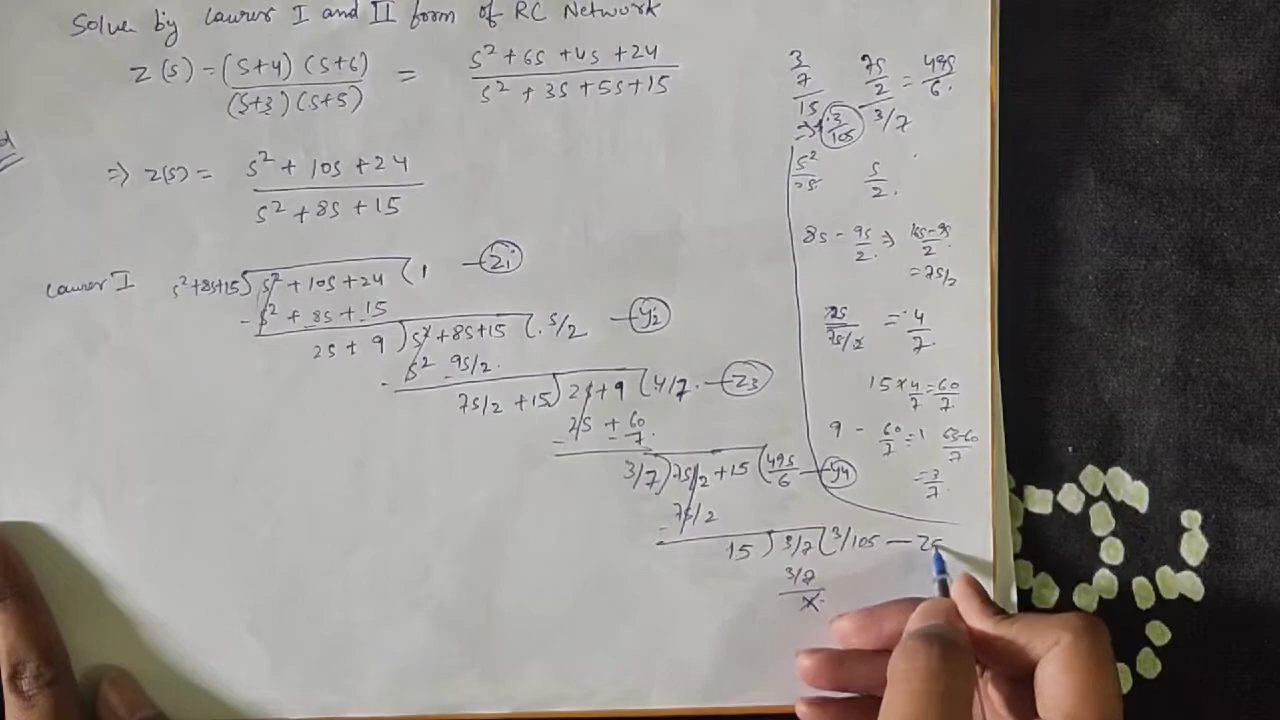 Solve by Caurer I and II form of RC Network
Z(s) = (s+4) (s+6) / (s+3) (s+5) = s² + 6s + 4s + 24 / s² + 3s + 5s + 15
⇒ Z(s) = s² + 10s + 24 / s² + 8s + 15
Caurer I s²+8s+15 ) s² + 10s + 24 ( 1 — Z1
- s² + 8s + 15
2s + 9 ) s² + 8s + 15 ( s/2 — y2
- s² - 9s/2
7s/2 + 15 ) 2s + 9 ( 4/7 — Z3
- 2s + 60/7
3/7 ) 7s/2 + 15 ( 49s/6 — y4
- 7s/2
15 ) 3/7 ( 3/105 — Z5
3/7
x
3/7/15 ⇒ 3/105
7s/2 / 3/7 = 49s/6
s²/2s s/2
8s - 9s/2 ⇒ 16s-9s/2
= 7s/2
2s / 7s/2 = 4/7
15 × 4/7 = 60/7
9 - 60/7 = 63-60/7
= 3/7